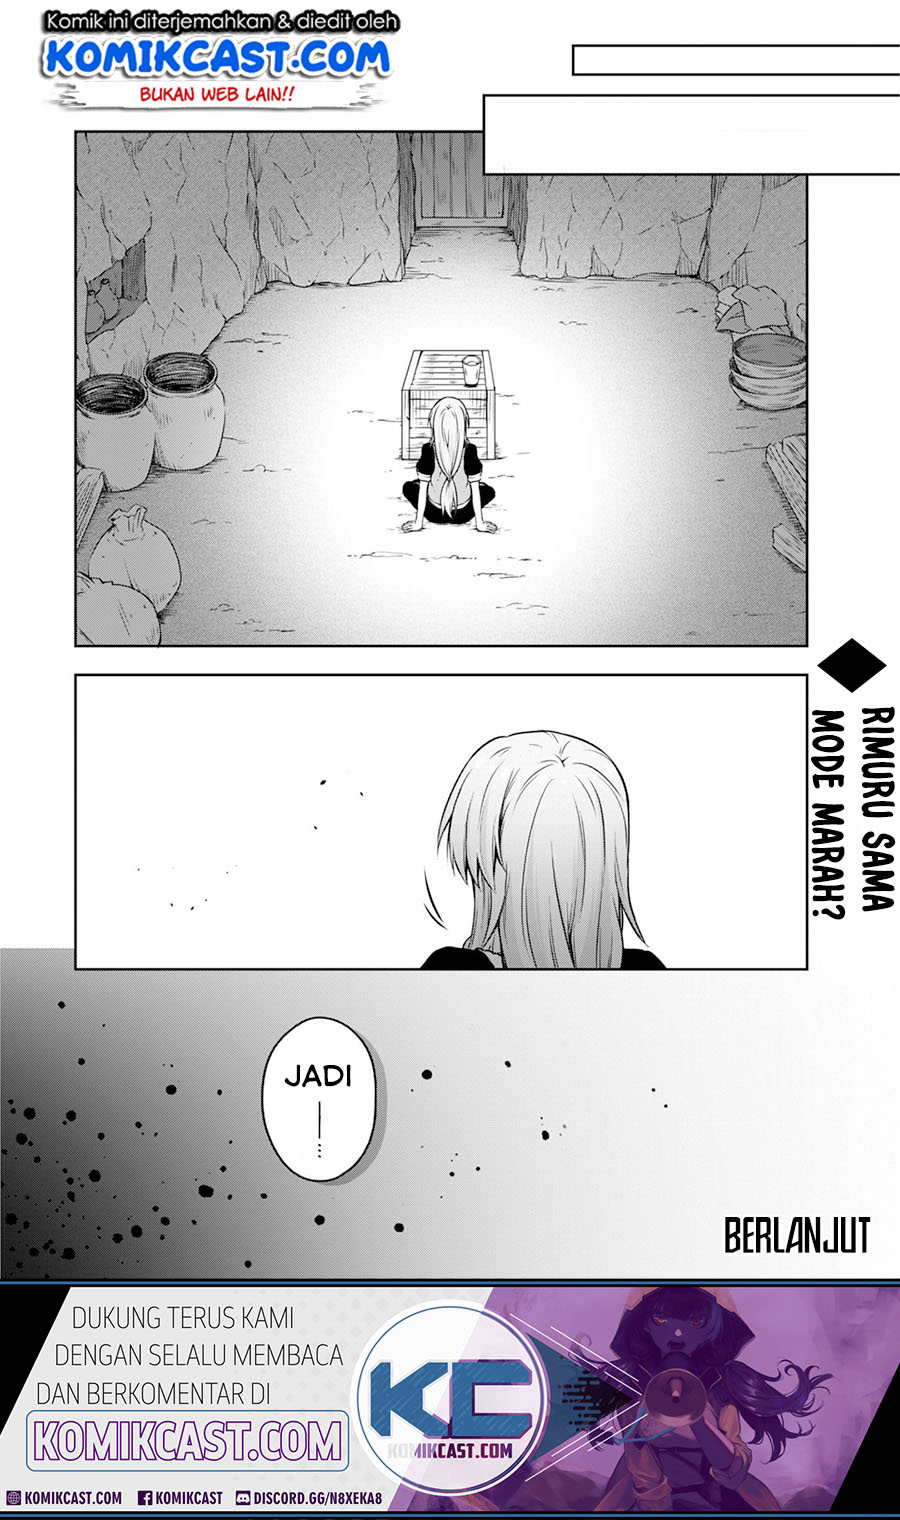 Komik ini diterjemahkan & diedit oleh
KOMIKCAST.COM
BUKAN WEB LAIN!!
RIMURU SAMA
MODE MARAH?
JADI
BERLANJUT
DUKUNG TERUS KAMI
DENGAN SELALU MEMBACA
DAN BERKOMENTAR DI
KOMIKCAST.COM
KC
KOMIKCAST.COM
KOMIKCAST.COM KOMIKCAST DISCORD.GG/N8XEKA8